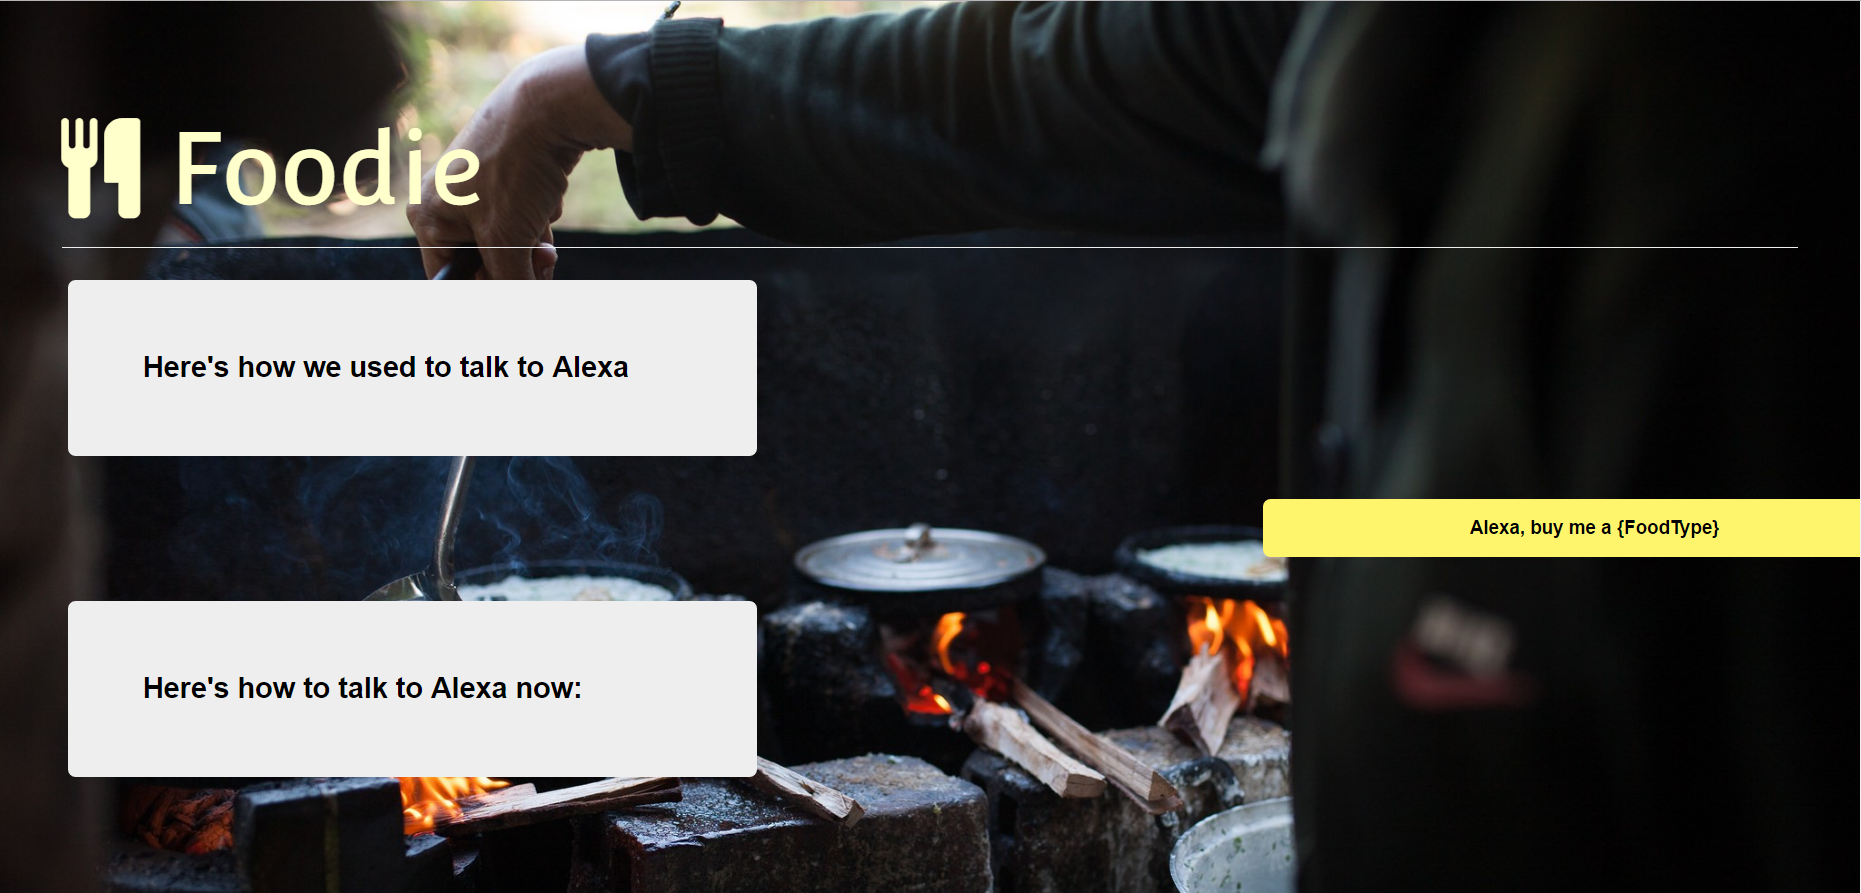 Foodie
Here's how we used to talk to Alexa
Alexa, buy me a {FoodType}
Here's how to talk to Alexa now: